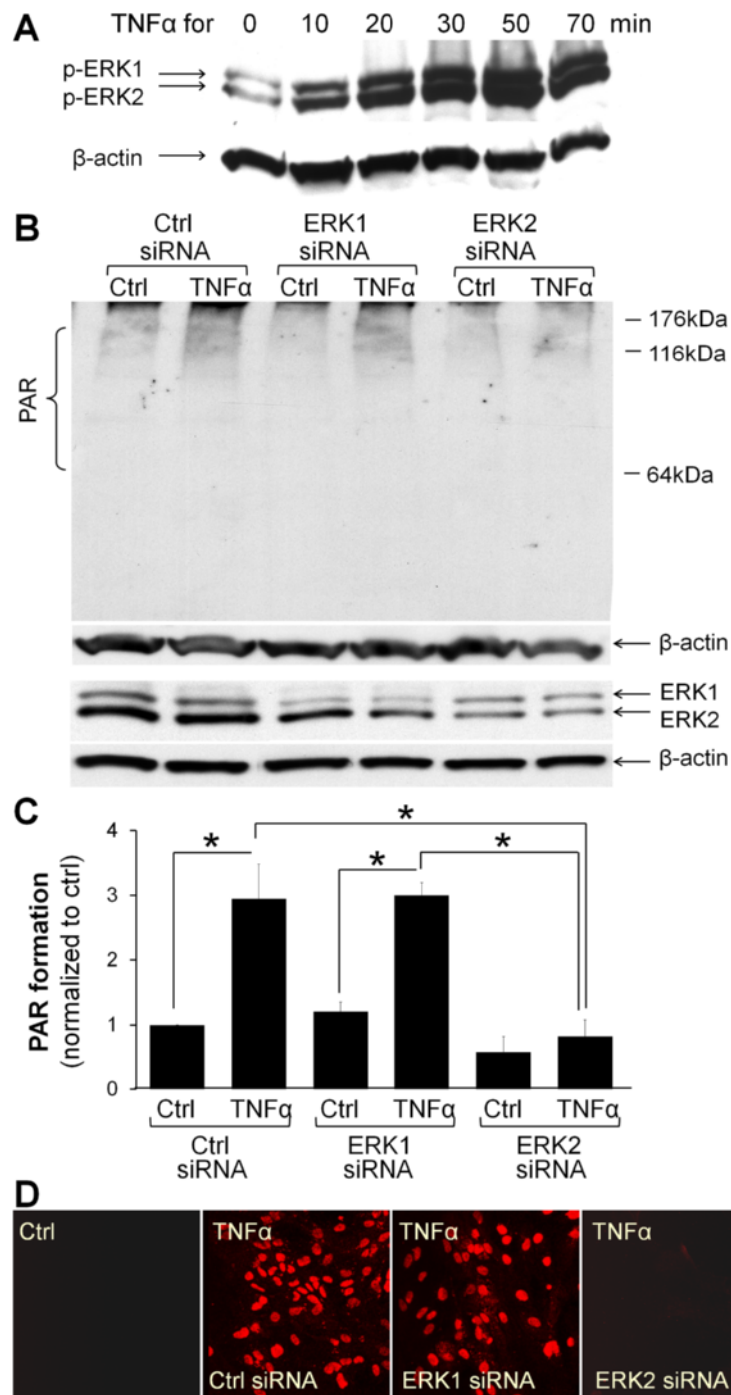 A TNFα for 0 10 20 30 50 70 min
p-ERK1
p-ERK2
β-actin
B Ctrl siRNA ERK1 siRNA ERK2 siRNA
Ctrl TNFα Ctrl TNFα Ctrl TNFα
176kDa
116kDa
PAR
64kDa
β-actin
ERK1
ERK2
β-actin
C
PAR formation
(normalized to ctrl)
4
3
2
1
0
* * * *
Ctrl TNFα Ctrl TNFα Ctrl TNFα
Ctrl siRNA ERK1 siRNA ERK2 siRNA
D
Ctrl TNFα TNFα TNFα
Ctrl siRNA ERK1 siRNA ERK2 siRNA